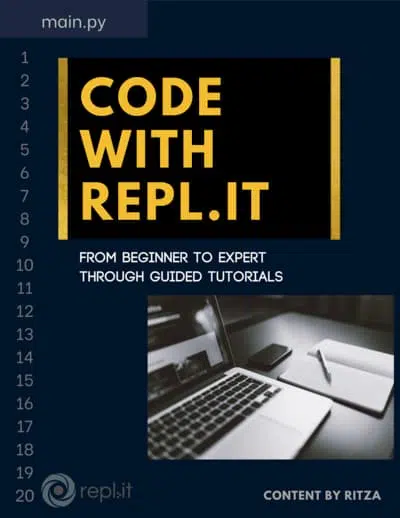 main.py
1
2
3
4
5
6
7
8
9
10
11
12
13
14
15
16
17
18
19
20
CODE
WITH
REPL.IT
FROM BEGINNER TO EXPERT
THROUGH GUIDED TUTORIALS
repl.it
CONTENT BY RITZA